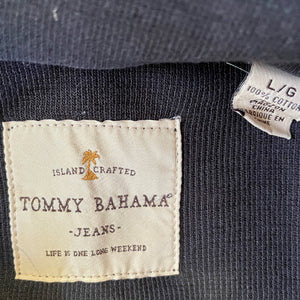 ISLAND CRAFTED
TOMMY BAHAMA®
-JEANS-
LIFE IS ONE LONG WEEKEND
L/G
100% COTTON
CHINA